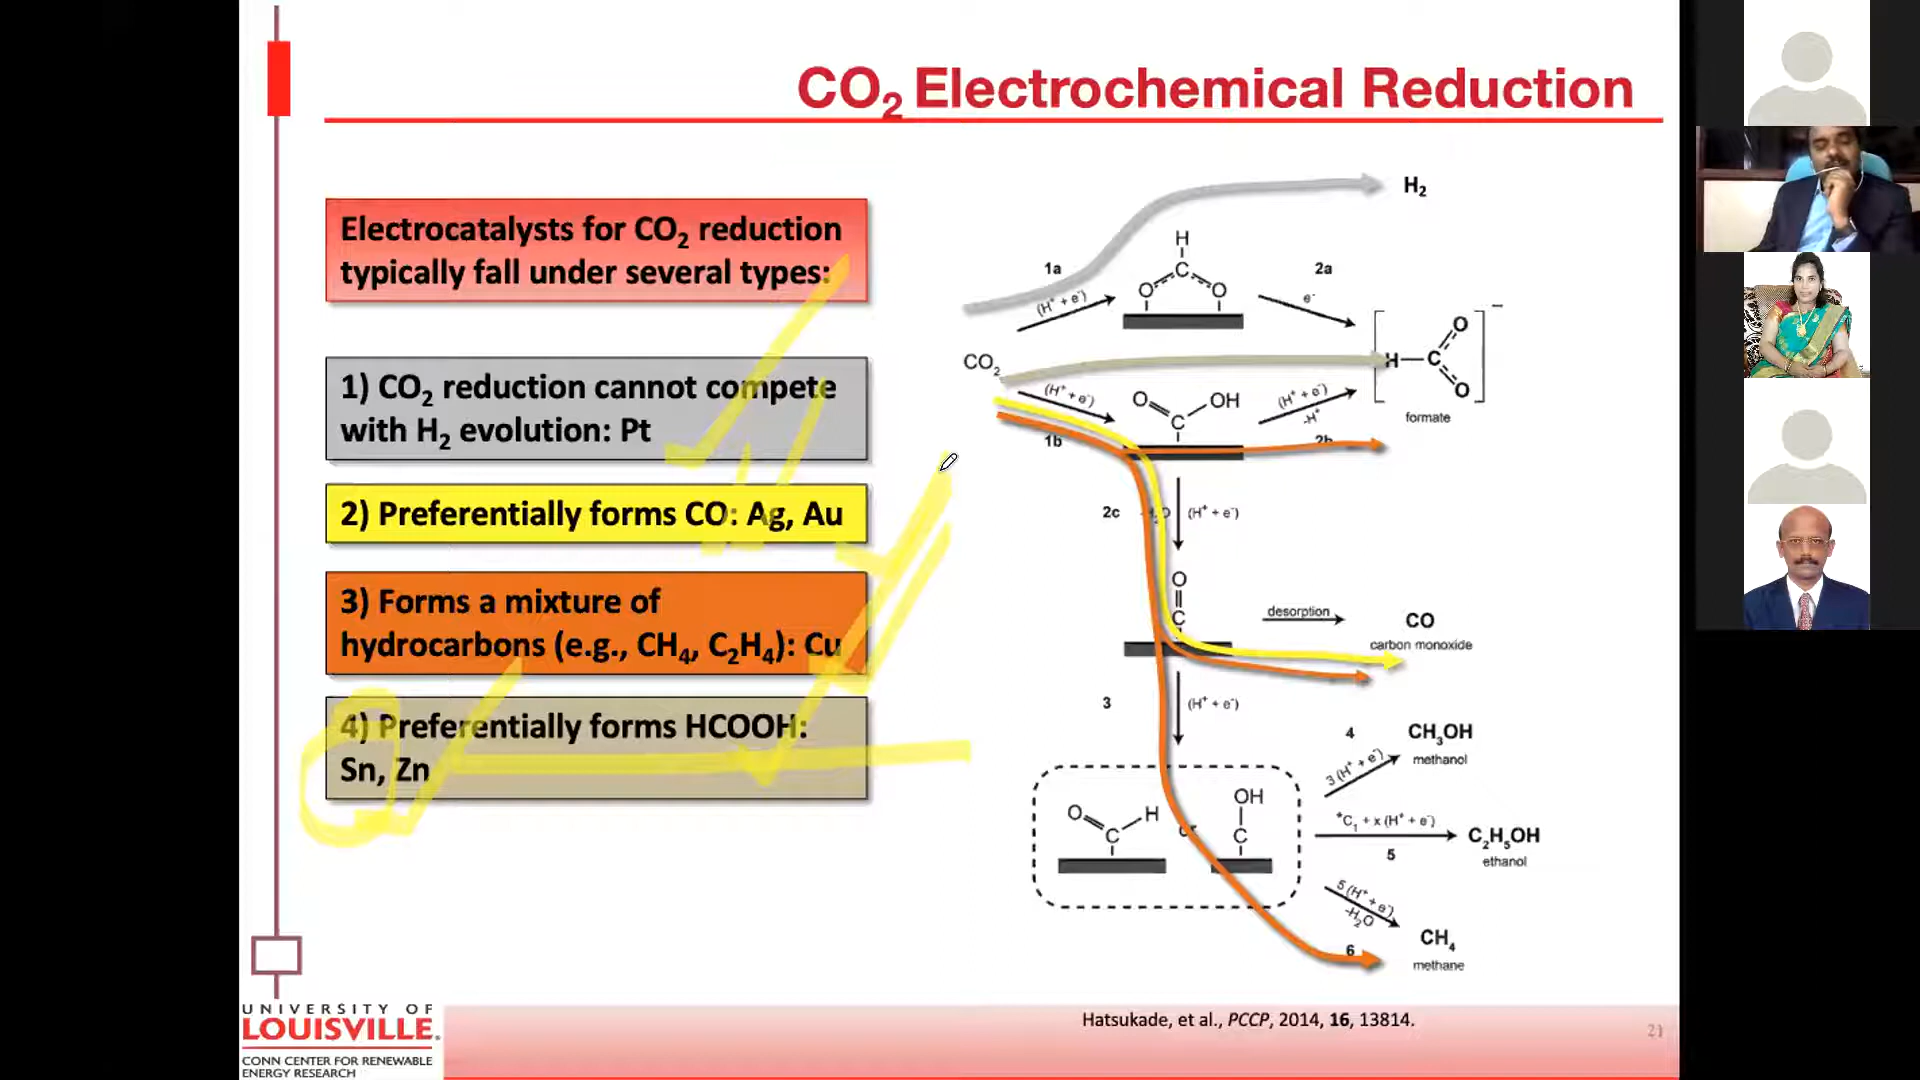 CO₂ Electrochemical Reduction
Electrocatalysts for CO₂ reduction
typically fall under several types:
1) CO₂ reduction cannot compete
with H₂ evolution: Pt
2) Preferentially forms CO: Ag, Au
3) Forms a mixture of
hydrocarbons (e.g., CH₄, C₂H₄): Cu
4) Preferentially forms HCOOH:
Sn, Zn
H₂
H
C
O O
1a
(H⁺ + e⁻)
2a
e⁻
CO₂
H C O O
−
formate
(H⁺ + e⁻)
1b
O OH
C
(H⁺ + e⁻)
-H⁺
2b
2c
(H⁺ + e⁻)
O
C
desorption
CO
carbon monoxide
3
(H⁺ + e⁻)
O H
C
or
OH
C
4
3 (H⁺ + e⁻)
CH₃OH
methanol
*C₁ + x (H⁺ + e⁻)
5
C₂H₅OH
ethanol
5 (H⁺ + e⁻)
-H₂O
6
CH₄
methane
Hatsukade, et al., PCCP, 2014, 16, 13814.
21
UNIVERSITY OF
LOUISVILLE.
CONN CENTER FOR RENEWABLE
ENERGY RESEARCH